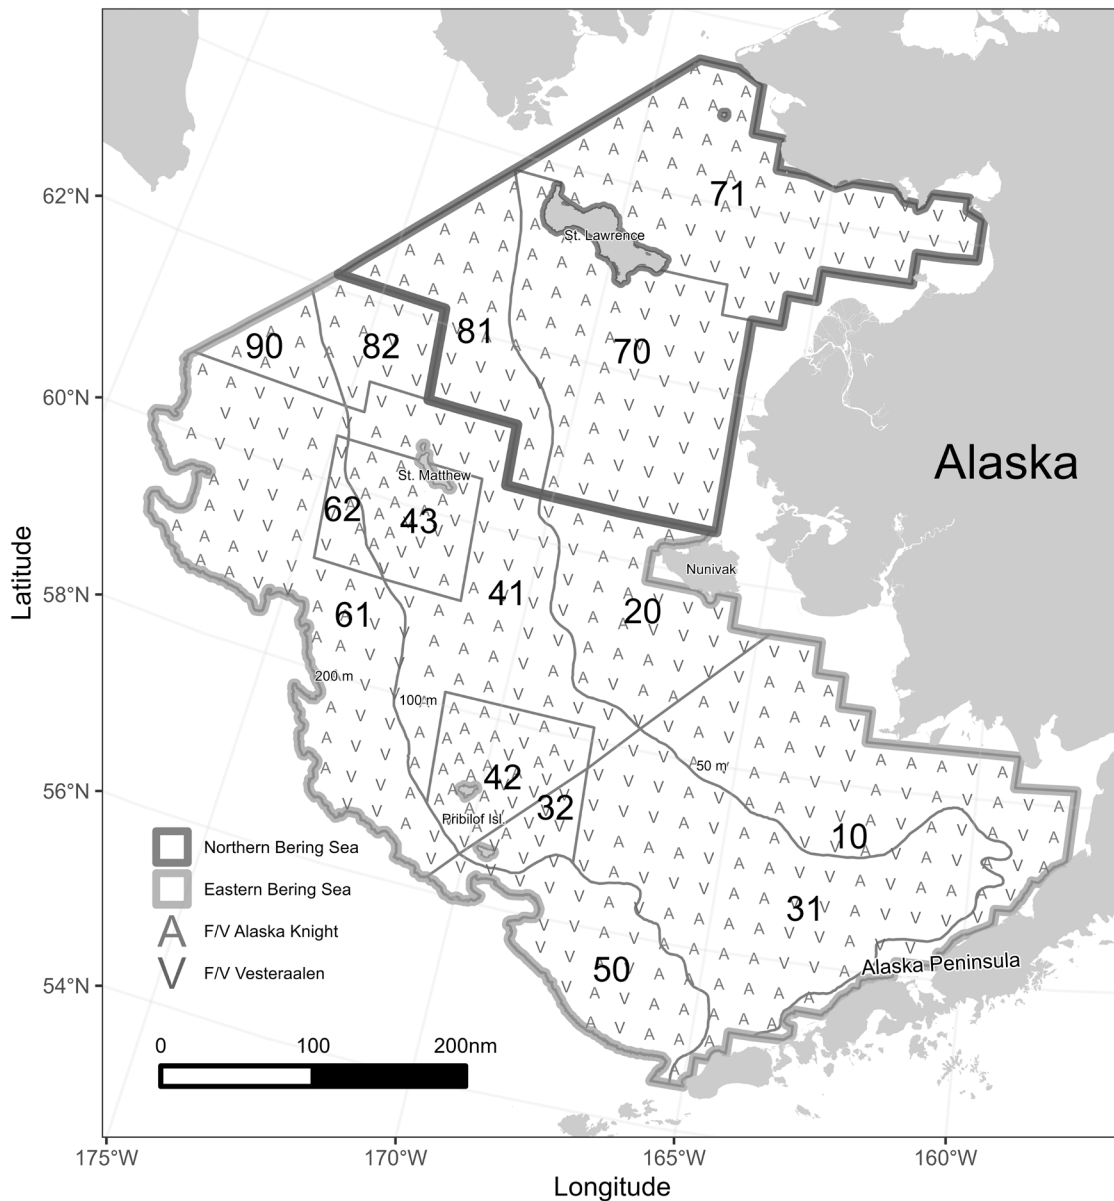 62°N
60°N
58°N
56°N
54°N
Latitude
71
St. Lawrence
81
70
90
82
Alaska
St. Matthew
62
43
Nunivak
41
20
61
200 m
100 m
50 m
42
32
Pribilof Isl.
10
31
50
Alaska Peninsula
Northern Bering Sea
Eastern Bering Sea
A F/V Alaska Knight
V F/V Vesteraalen
0 100 200nm
175°W 170°W 165°W 160°W
Longitude